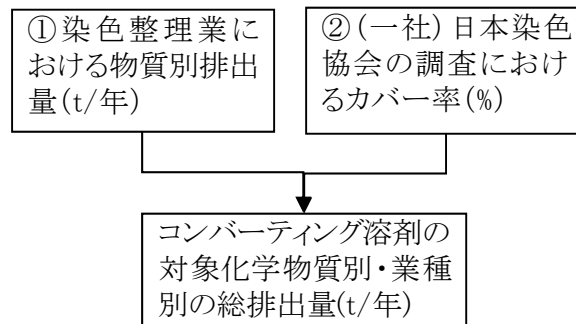 ①染色整理業に
おける物質別排出
量(t/年)
②(一社)日本染色
協会の調査におけ
るカバー率(%)
コンバーティング溶剤の
対象化学物質別・業種
別の総排出量(t/年)